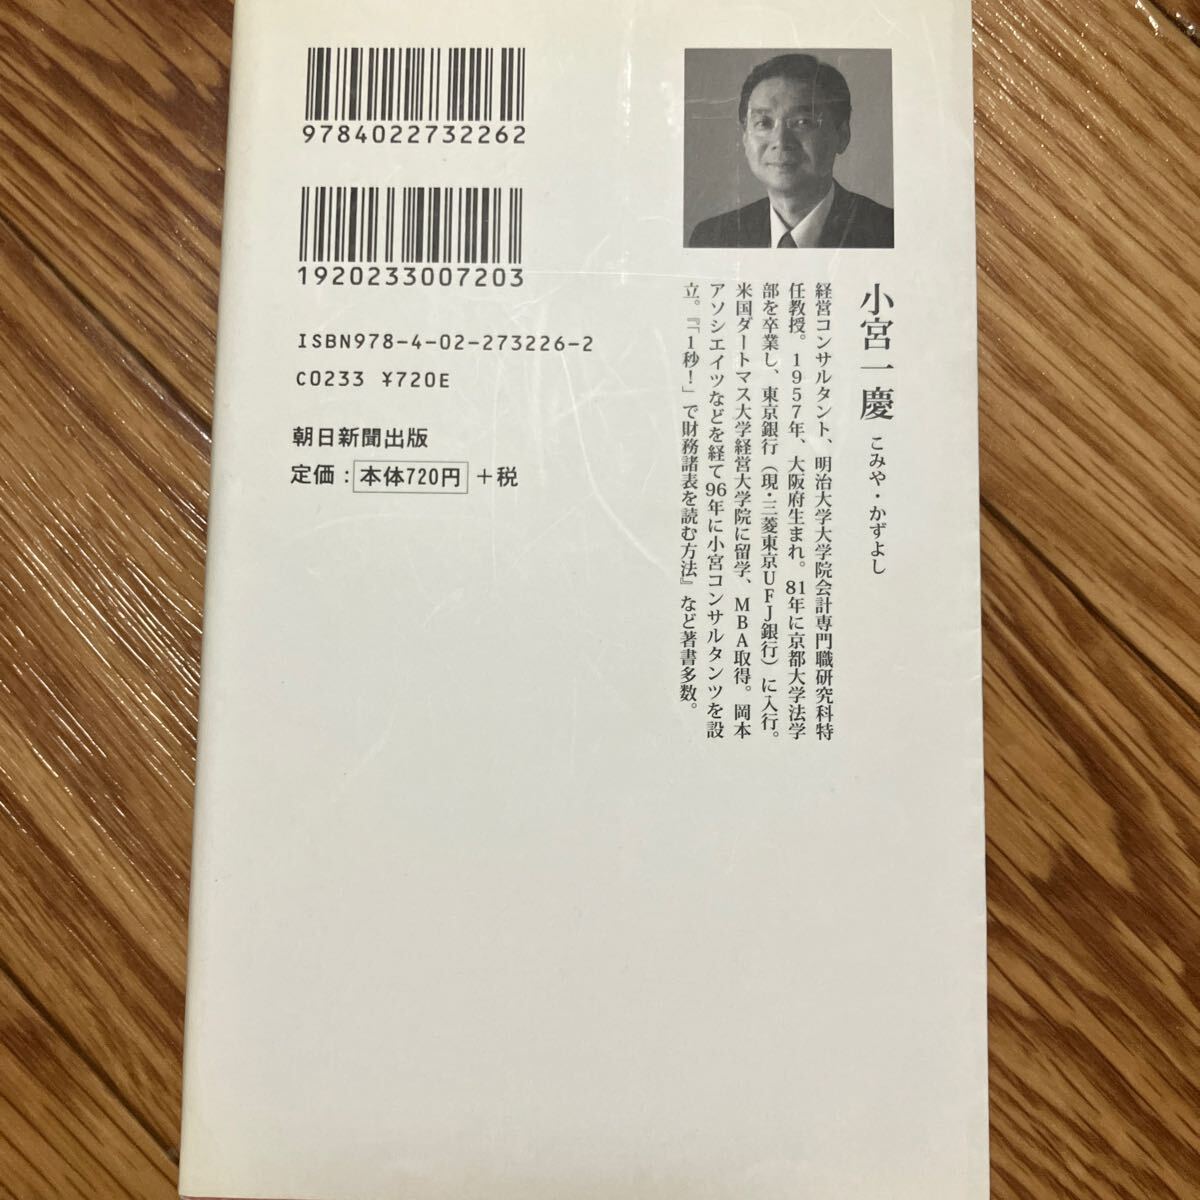 9784022732262
1920233007203
ISBN978-4-02-273226-2
C0233 ¥720E
朝日新聞出版
定価：本体720円＋税
小宮一慶 こみや・かずよし
経営コンサルタント、明治大学大学院会計専門職研究科特
任教授。1957年、大阪府生まれ。81年に京都大学法学
部を卒業し、東京銀行（現・三菱東京UFJ銀行）に入行。
米国ダートマス大学経営大学院に留学、MBA取得。岡本
アソシエイツなどを経て96年に小宮コンサルタンツを設
立。『「1秒！」で財務諸表を読む方法』など著書多数。